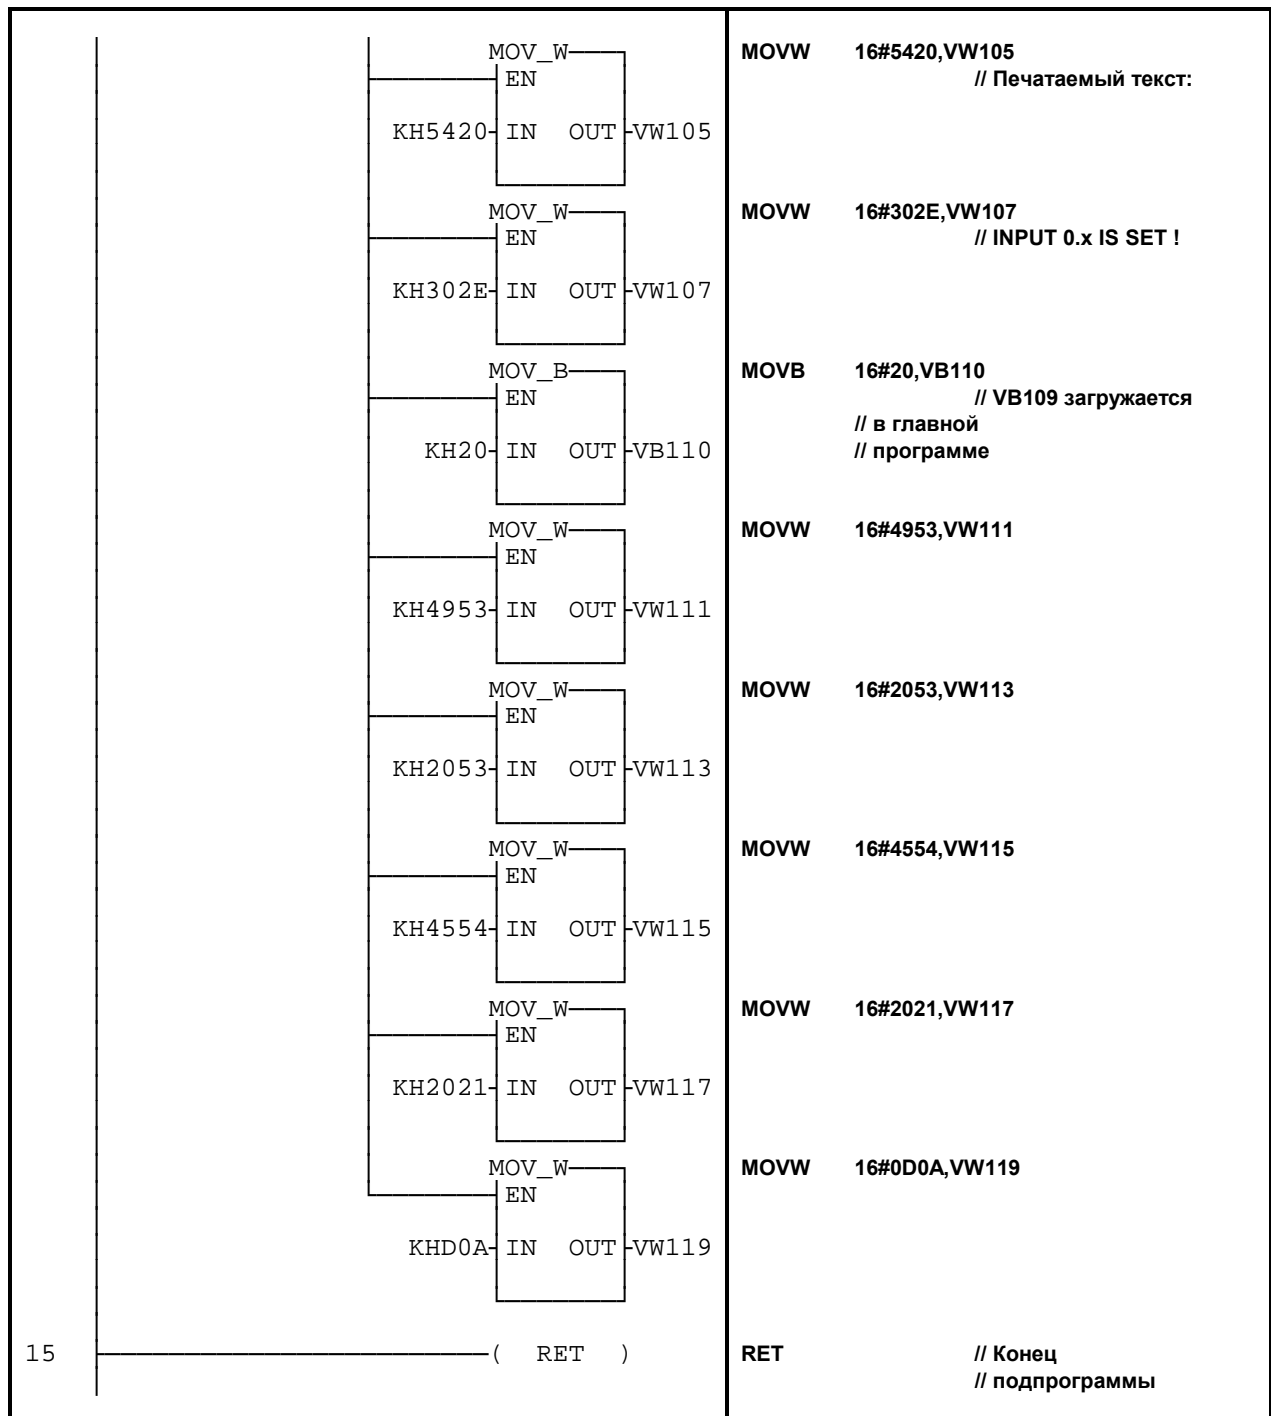 MOV_W
EN
KH5420 IN OUT VW105
MOV_W
EN
KH302E IN OUT VW107
MOV_B
EN
KH20 IN OUT VB110
MOV_W
EN
KH4953 IN OUT VW111
MOV_W
EN
KH2053 IN OUT VW113
MOV_W
EN
KH4554 IN OUT VW115
MOV_W
EN
KH2021 IN OUT VW117
MOV_W
EN
KHD0A IN OUT VW119
15 ( RET )
MOVW 16#5420,VW105
// Печатаемый текст:
MOVW 16#302E,VW107
// INPUT 0.x IS SET !
MOVB 16#20,VB110
// VB109 загружается
// в главной
// программе
MOVW 16#4953,VW111
MOVW 16#2053,VW113
MOVW 16#4554,VW115
MOVW 16#2021,VW117
MOVW 16#0D0A,VW119
RET // Конец
// подпрограммы